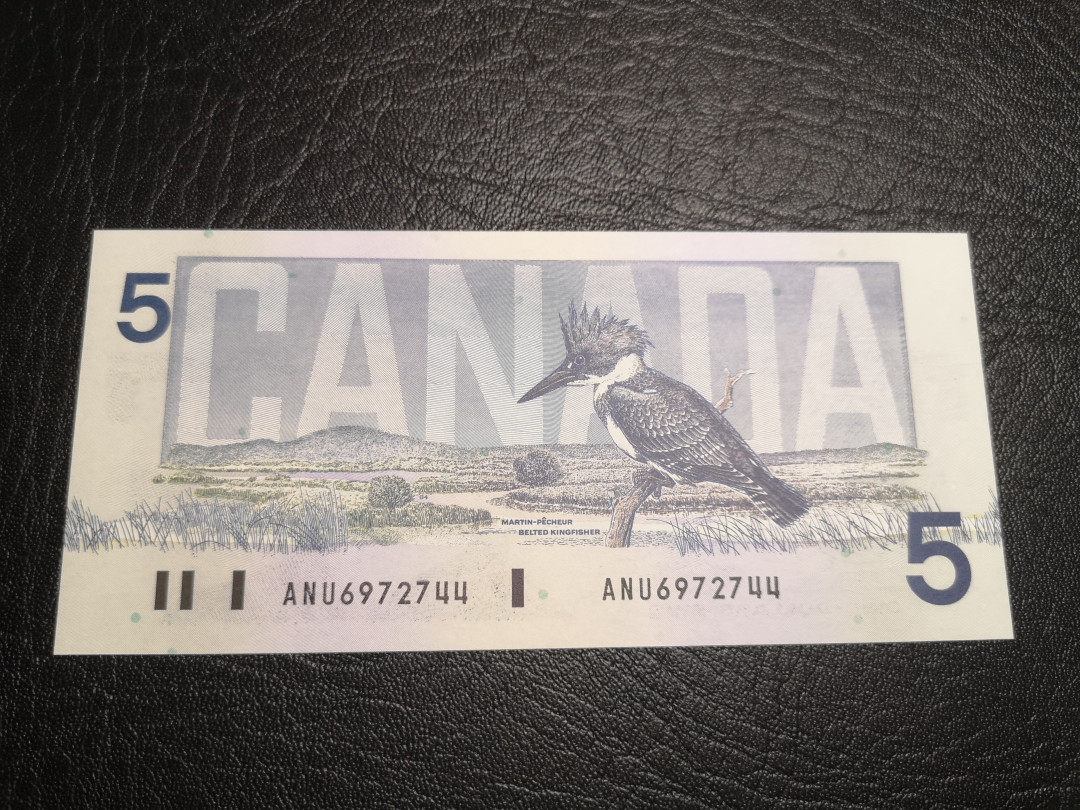 5
CANADA
MARTIN-PÊCHEUR
BELTED KINGFISHER
5
ANU6972744 ANU6972744